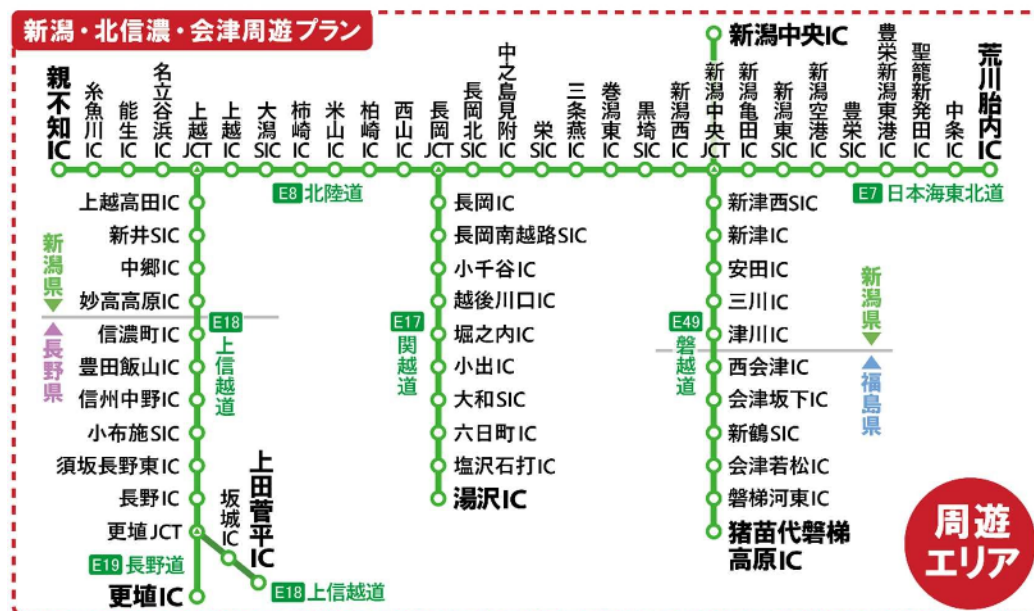 新潟・北信濃・会津周遊プラン
新潟中央IC
親不知IC
糸魚川IC
能生IC
名立谷浜IC
上越JCT
上越IC
大潟SIC
柿崎IC
米山IC
柏崎IC
西山IC
長岡JCT
長岡北SIC
中之島見附IC
栄SIC
三条燕IC
巻潟東IC
黒埼SIC
新潟西IC
新潟中央JCT
新潟亀田IC
新潟東SIC
新潟空港IC
豊栄SIC
豊栄新潟東港IC
聖籠新発田IC
中条IC
荒川胎内IC
E8 北陸道
E7 日本海東北道
上越高田IC
新井SIC
中郷IC
妙高高原IC
新潟県
長野県
信濃町IC
豊田飯山IC
信州中野IC
小布施SIC
須坂長野東IC
長野IC
更埴JCT
E18
上信越道
E19 長野道
更埴IC
坂城IC
上田菅平IC
E18 上信越道
長岡IC
長岡南越路SIC
小千谷IC
越後川口IC
堀之内IC
小出IC
大和SIC
六日町IC
塩沢石打IC
湯沢IC
E17
関越道
新津西SIC
新津IC
安田IC
三川IC
津川IC
西会津IC
会津坂下IC
新鶴SIC
会津若松IC
磐梯河東IC
猪苗代磐梯
高原IC
E49
磐越道
新潟県
福島県
周遊
エリア